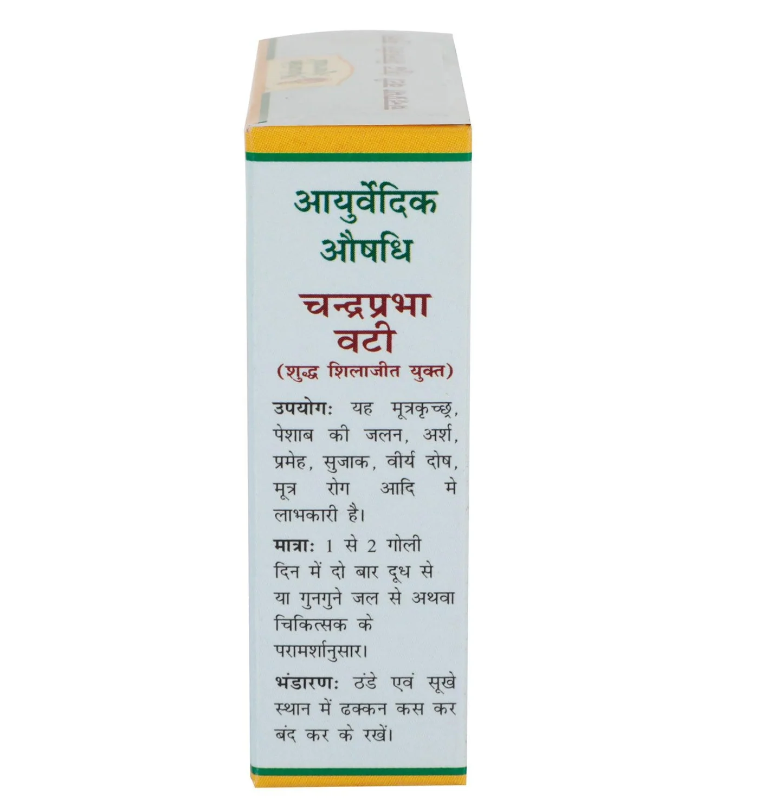 आयुर्वेदिक
औषधि
चन्द्रप्रभा
वटी
(शुद्ध शिलाजीत युक्त)
उपयोगः यह मूत्रकृच्छ्र,
पेशाब की जलन, अर्श,
प्रमेह, सुजाक, वीर्य दोष,
मूत्र रोग आदि मे
लाभकारी है।
मात्राः 1 से 2 गोली
दिन में दो बार दूध से
या गुनगुने जल से अथवा
चिकित्सक के
परामर्शानुसार।
भंडारणः ठंडे एवं सूखे
स्थान में ढक्कन कस कर
बंद कर के रखें।